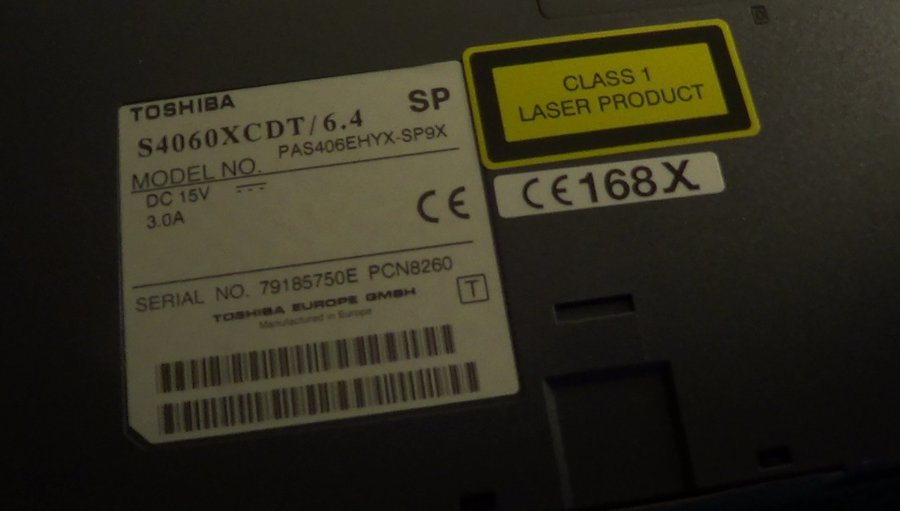 TOSHIBA SP
S4060XCDT/6.4
MODEL NO. PAS406EHYX-SP9X
DC 15V
3.0A
CE
SERIAL NO. 79185750E PCN8260
TOSHIBA EUROPE GMBH
Manufactured in Europe
T
CLASS 1
LASER PRODUCT
CE168X